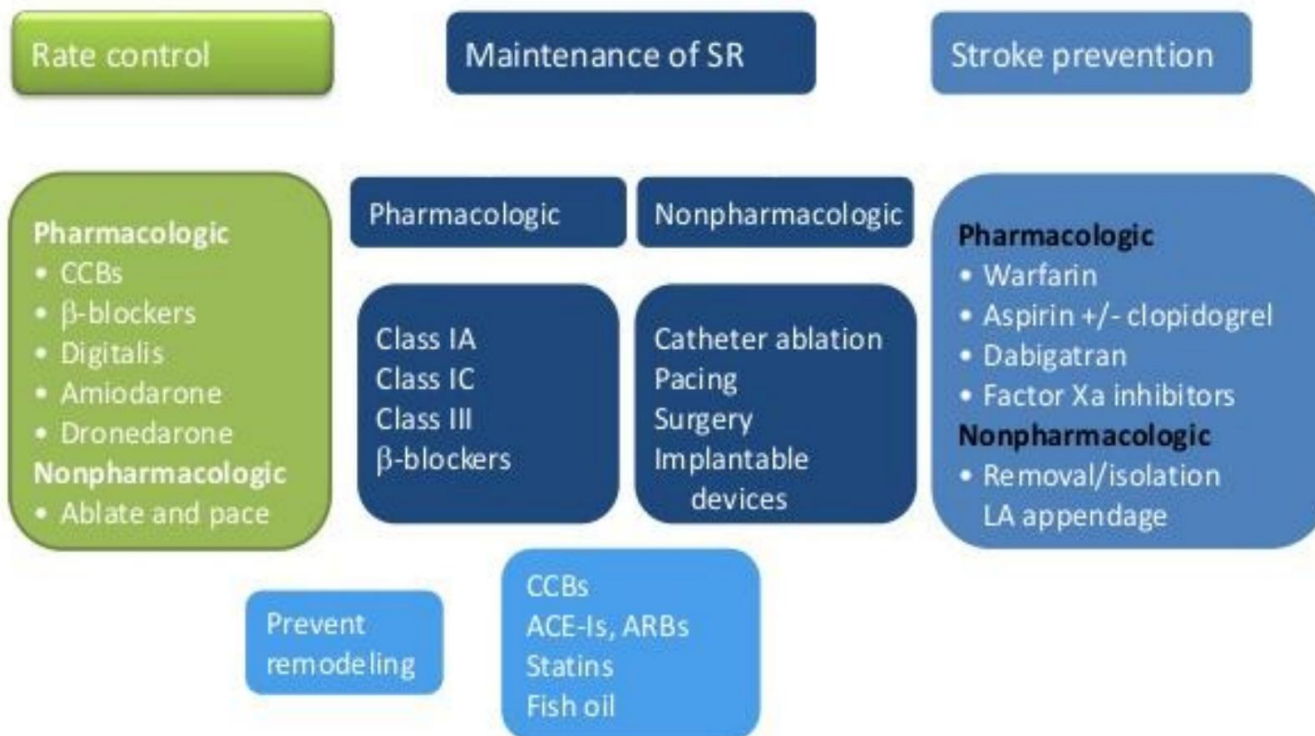 Rate control
Maintenance of SR
Stroke prevention
Pharmacologic
• CCBs
• β-blockers
• Digitalis
• Amiodarone
• Dronedarone
Nonpharmacologic
• Ablate and pace
Pharmacologic
Class IA
Class IC
Class III
β-blockers
Nonpharmacologic
Catheter ablation
Pacing
Surgery
Implantable
devices
Pharmacologic
• Warfarin
• Aspirin +/- clopidogrel
• Dabigatran
• Factor Xa inhibitors
Nonpharmacologic
• Removal/isolation
LA appendage
Prevent
remodeling
CCBs
ACE-Is, ARBs
Statins
Fish oil